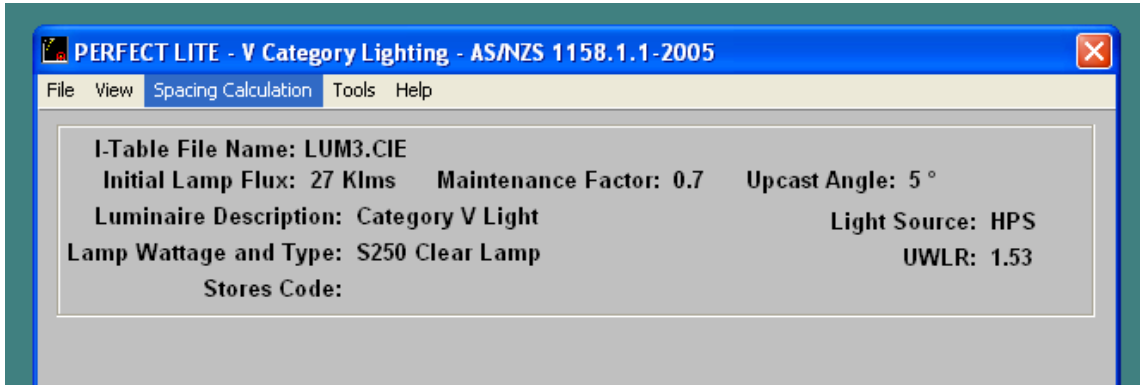 PERFECT LITE - V Category Lighting - AS/NZS 1158.1.1-2005
File View Spacing Calculation Tools Help
I-Table File Name: LUM3.CIE
Initial Lamp Flux: 27 Klms Maintenance Factor: 0.7 Upcast Angle: 5 °
Luminaire Description: Category V Light Light Source: HPS
Lamp Wattage and Type: S250 Clear Lamp UWLR: 1.53
Stores Code: